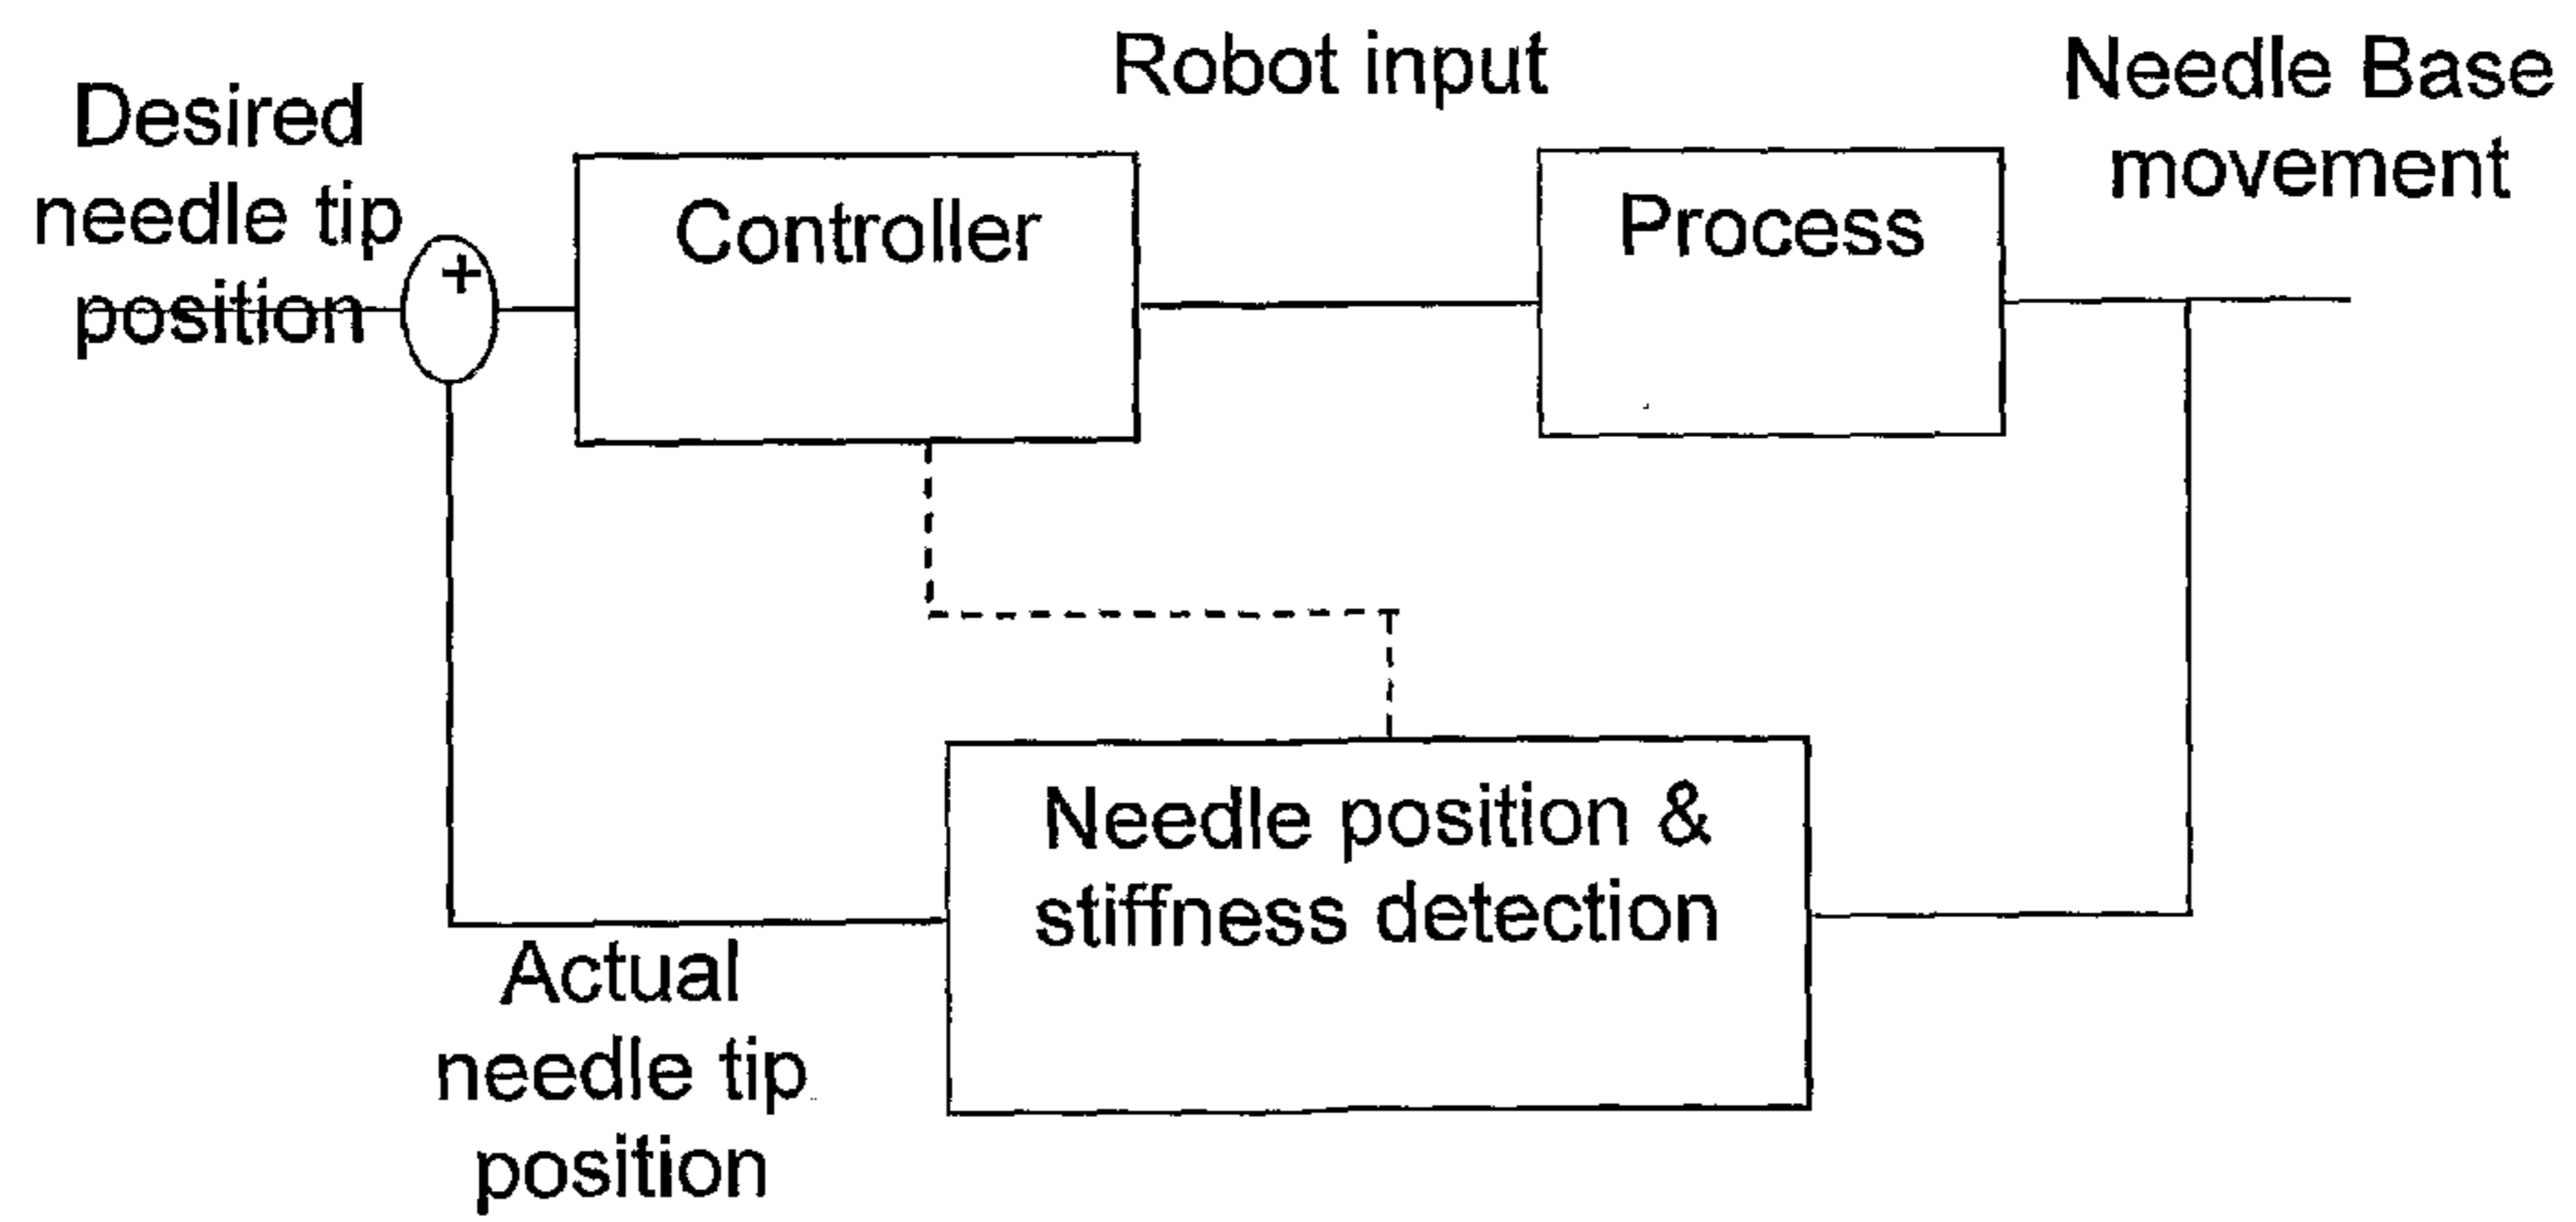 Desired
needle tip
position
+
Controller
Robot input
Process
Needle Base
movement
Needle position &
stiffness detection
Actual
needle tip
position